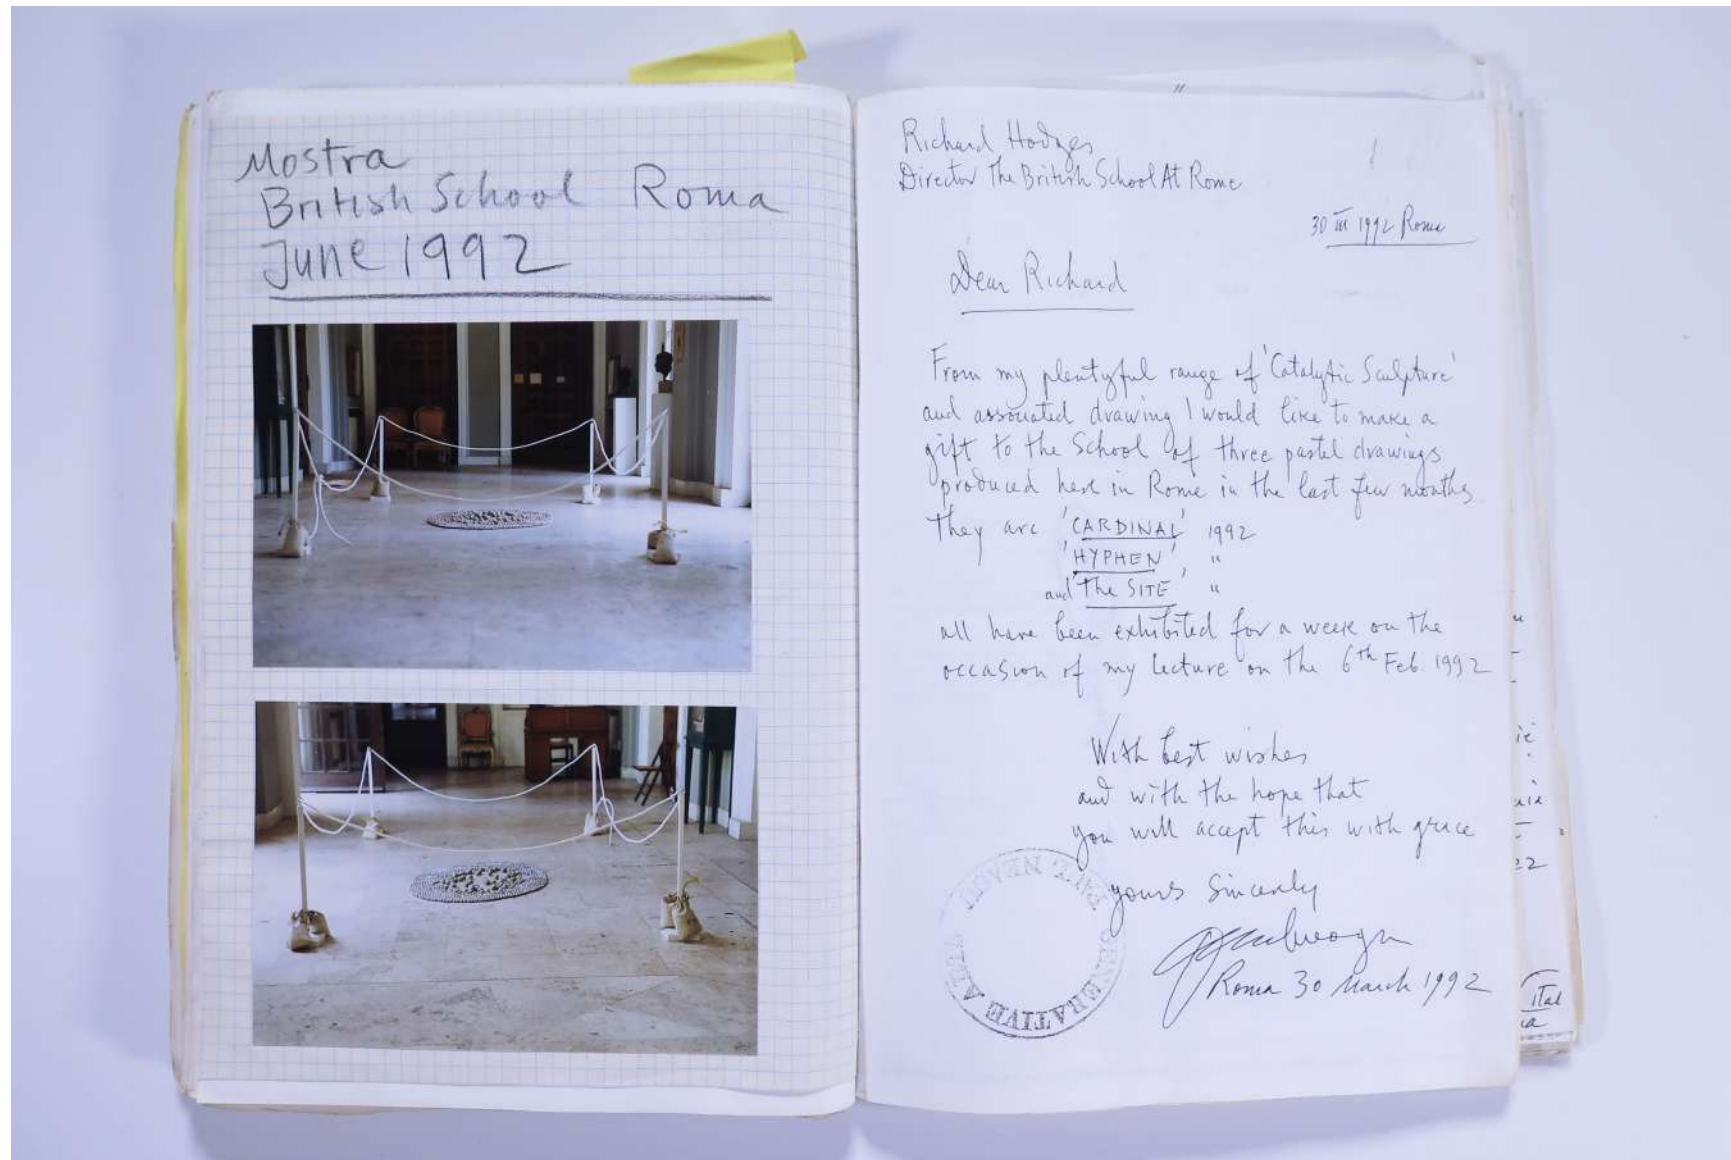 Mostra
British School Roma
June 1992
Richard Hodges
Director The British School At Rome
30 III 1992 Roma
Dear Richard
From my plentyful range of 'Catalytic Sculpture'
and associated drawing I would like to make a
gift to the School of three pastel drawings
produced here in Rome in the last few months
They are 'CARDINAL' 1992
'HYPHEN' "
and 'The SITE' "
all have been exhibited for a week on the
occasion of my lecture on the 6th Feb. 1992
With best wishes
and with the hope that
you will accept this with grace
yours Sincerely
Roma 30 March 1992
GENERATIVE